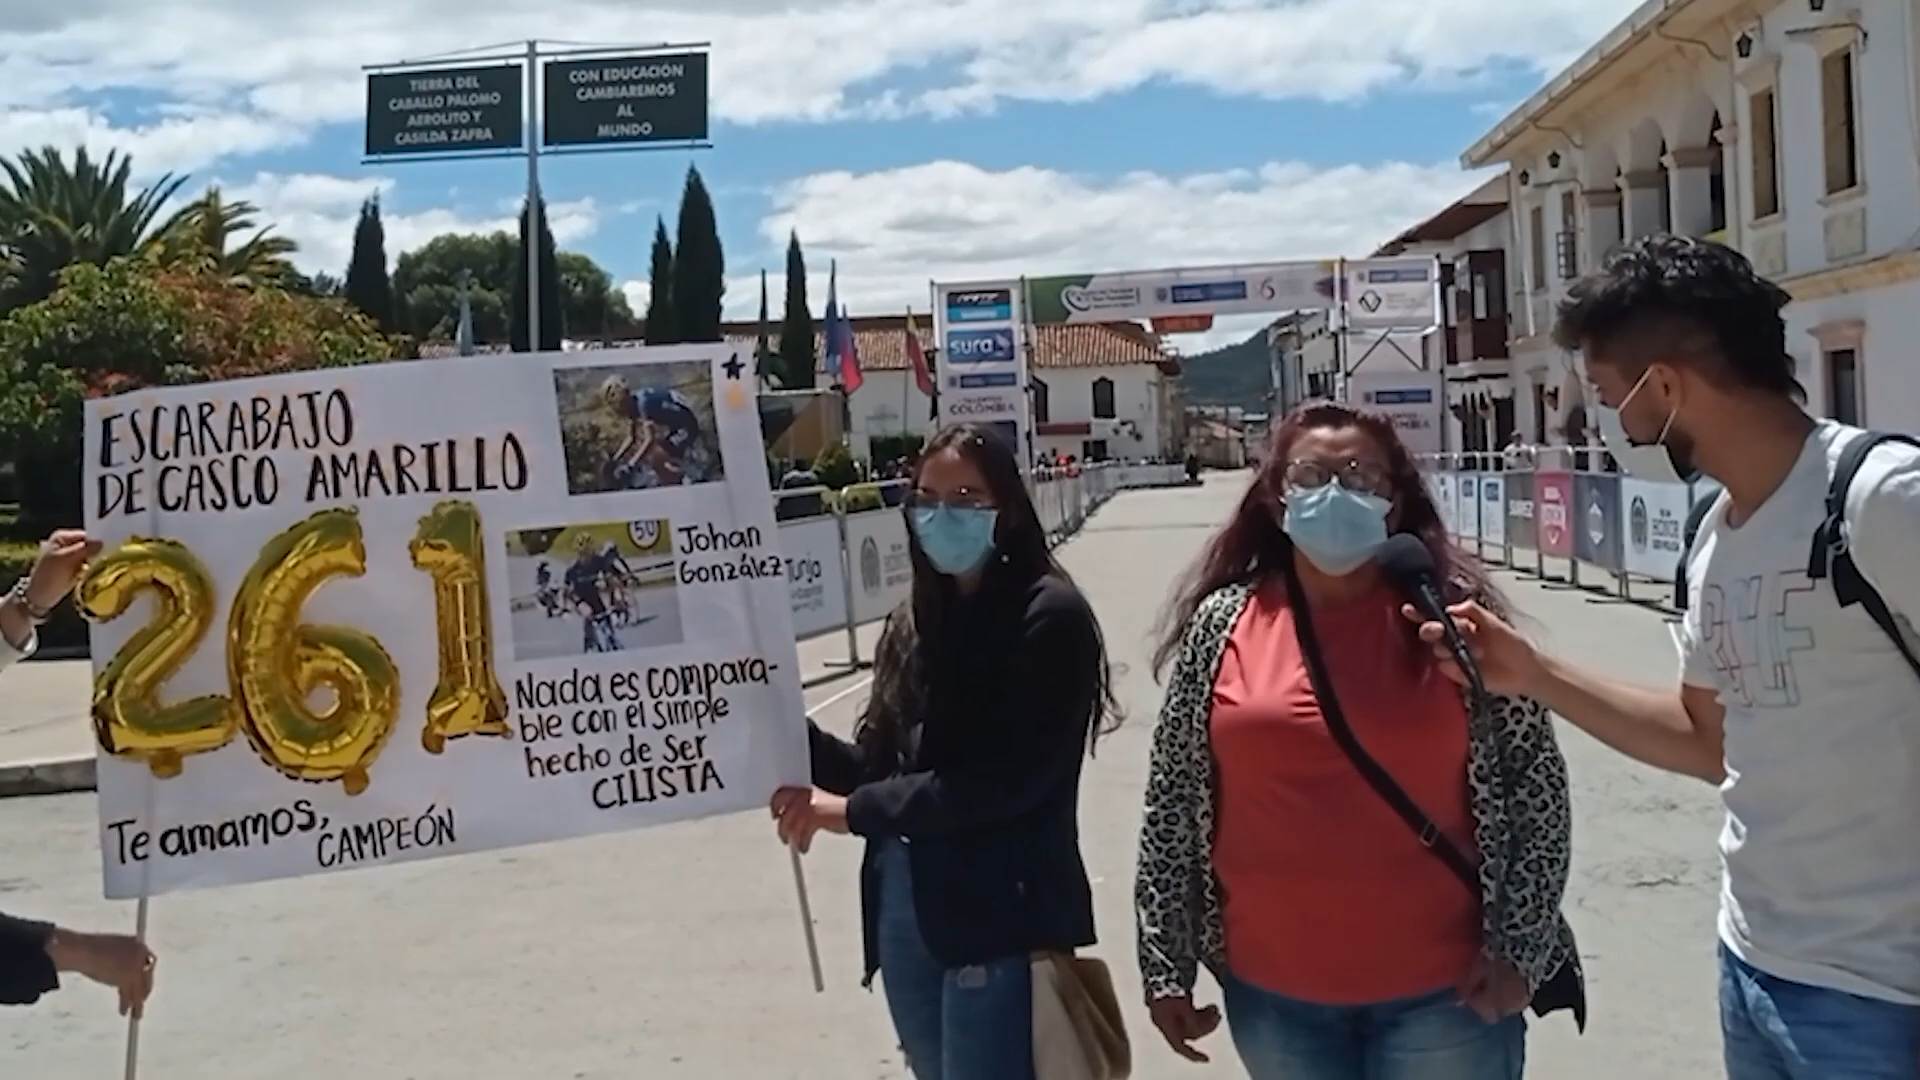 TIERRA DEL
CABALLO PALOMO
AEROLITO Y
CASILDA ZAFRA
CON EDUCACIÓN
CAMBIAREMOS
AL
MUNDO
sura
COLOMBIA
ESCARABAJO
DE CASCO AMARILLO
261
50
Johan
González
Tunja
Nada es compara-
ble con el simple
hecho de ser
CILISTA
Te amamos,
CAMPEÓN